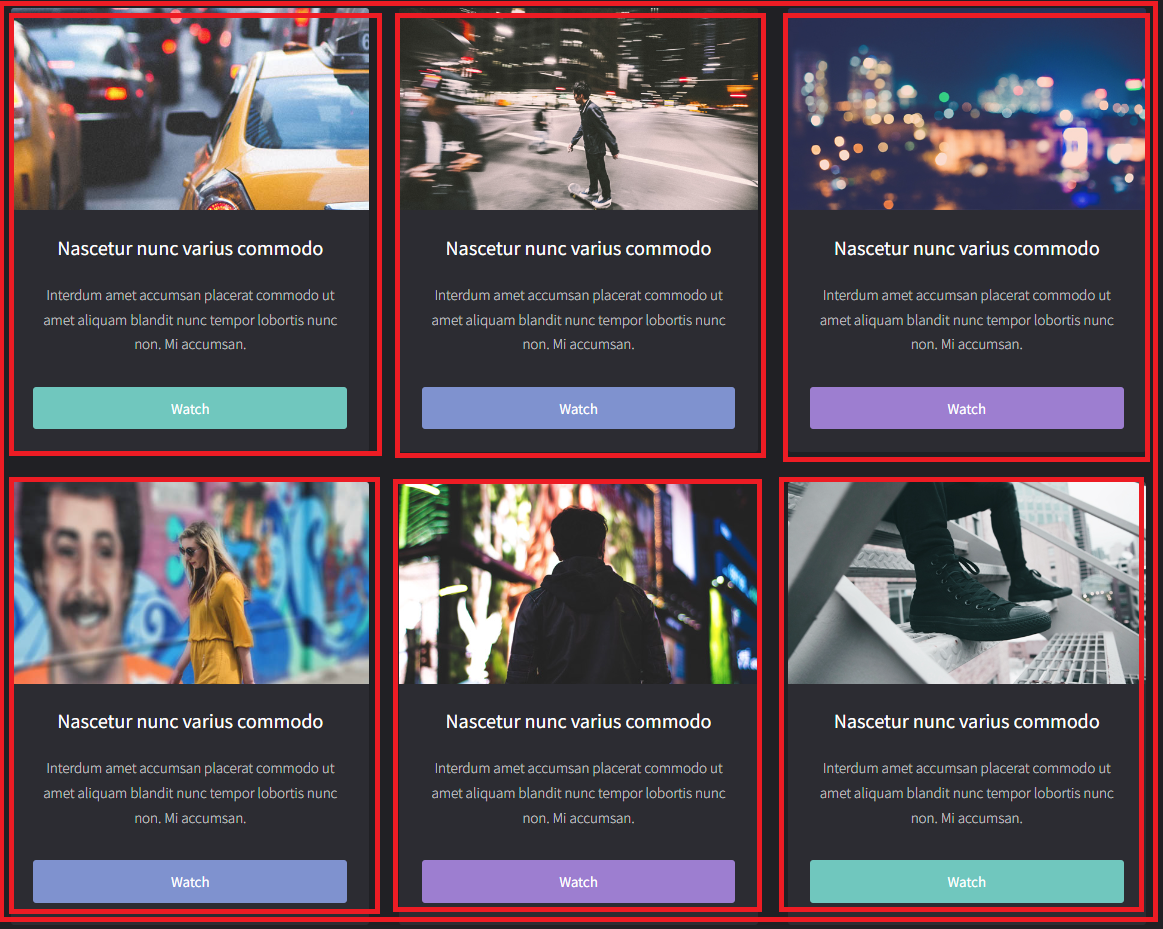 6
Nascetur nunc varius commodo
Nascetur nunc varius commodo
Nascetur nunc varius commodo
Interdum amet accumsan placerat commodo ut
amet aliquam blandit nunc tempor lobortis nunc
non. Mi accumsan.
Interdum amet accumsan placerat commodo ut
amet aliquam blandit nunc tempor lobortis nunc
non. Mi accumsan.
Interdum amet accumsan placerat commodo ut
amet aliquam blandit nunc tempor lobortis nunc
non. Mi accumsan.
Watch
Watch
Watch
Nascetur nunc varius commodo
Nascetur nunc varius commodo
Nascetur nunc varius commodo
Interdum amet accumsan placerat commodo ut
amet aliquam blandit nunc tempor lobortis nunc
non. Mi accumsan.
Interdum amet accumsan placerat commodo ut
amet aliquam blandit nunc tempor lobortis nunc
non. Mi accumsan.
Interdum amet accumsan placerat commodo ut
amet aliquam blandit nunc tempor lobortis nunc
non. Mi accumsan.
Watch
Watch
Watch